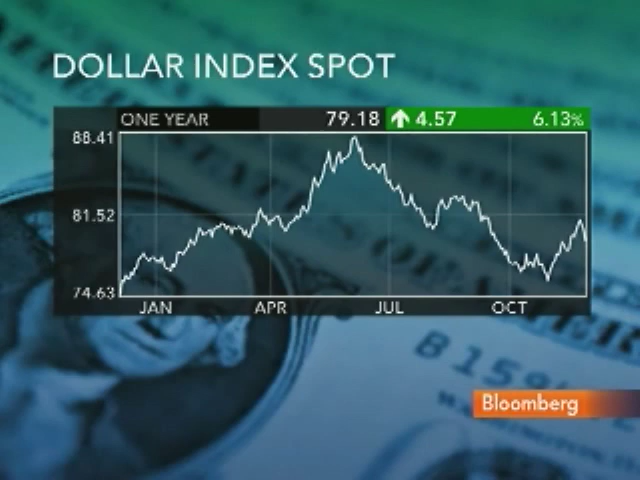 DOLLAR INDEX SPOT
ONE YEAR 79.18 4.57 6.13%
88.41
81.52
74.63
JAN APR JUL OCT
B159
Bloomberg